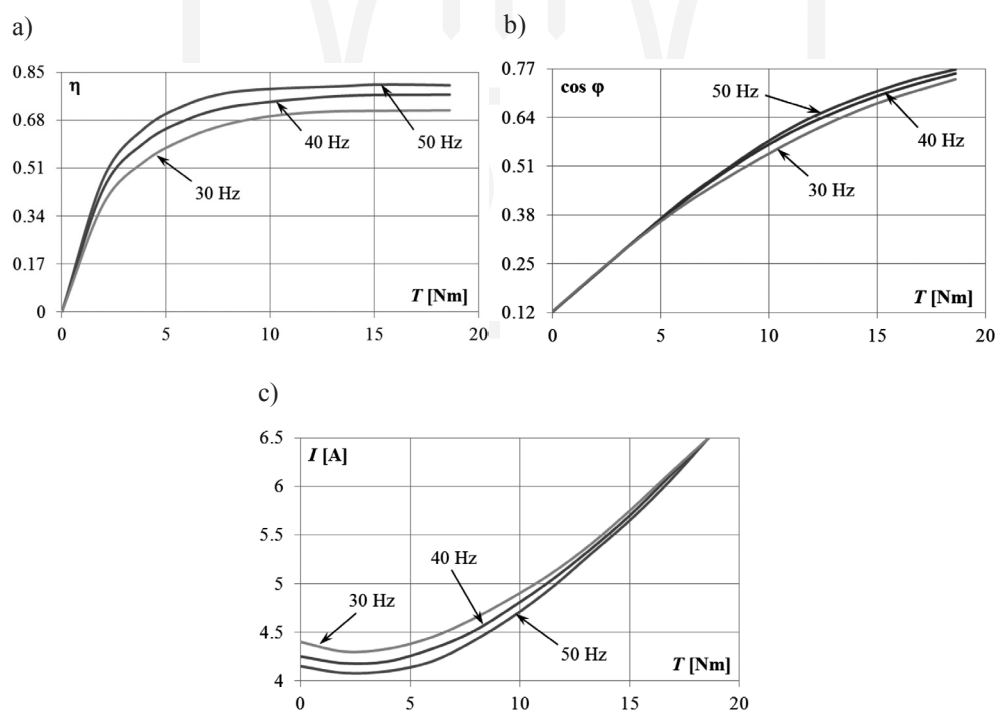 a)
0.85
η
0.68
0.51
0.34
0.17
0
40 Hz
50 Hz
30 Hz
T [Nm]
0 5 10 15 20
b)
0.77
cos φ
0.64
0.51
0.38
0.25
0.12
50 Hz
40 Hz
30 Hz
T [Nm]
0 5 10 15 20
c)
6.5
I [A]
6
5.5
5
4.5
4
40 Hz
30 Hz
50 Hz
T [Nm]
0 5 10 15 20